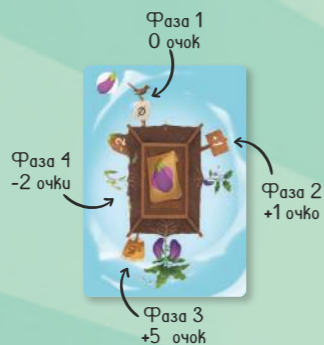 Фаза 1
0 очок
Фаза 4
-2 очки
Фаза 2
+1 очко
Фаза 3
+5 очок